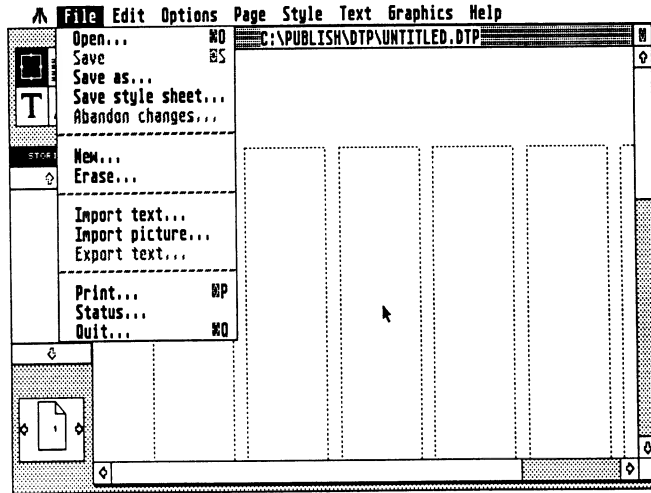 File Edit Options Page Style Text Graphics Help
C:\PUBLISH\DTP\UNTITLED.DTP
Open... ⌘O
Save ⌘S
Save as...
Save style sheet...
Abandon changes...
New...
Erase...
Import text...
Import picture...
Export text...
Print... ⌘P
Status...
Quit... ⌘Q
T
STORI
1